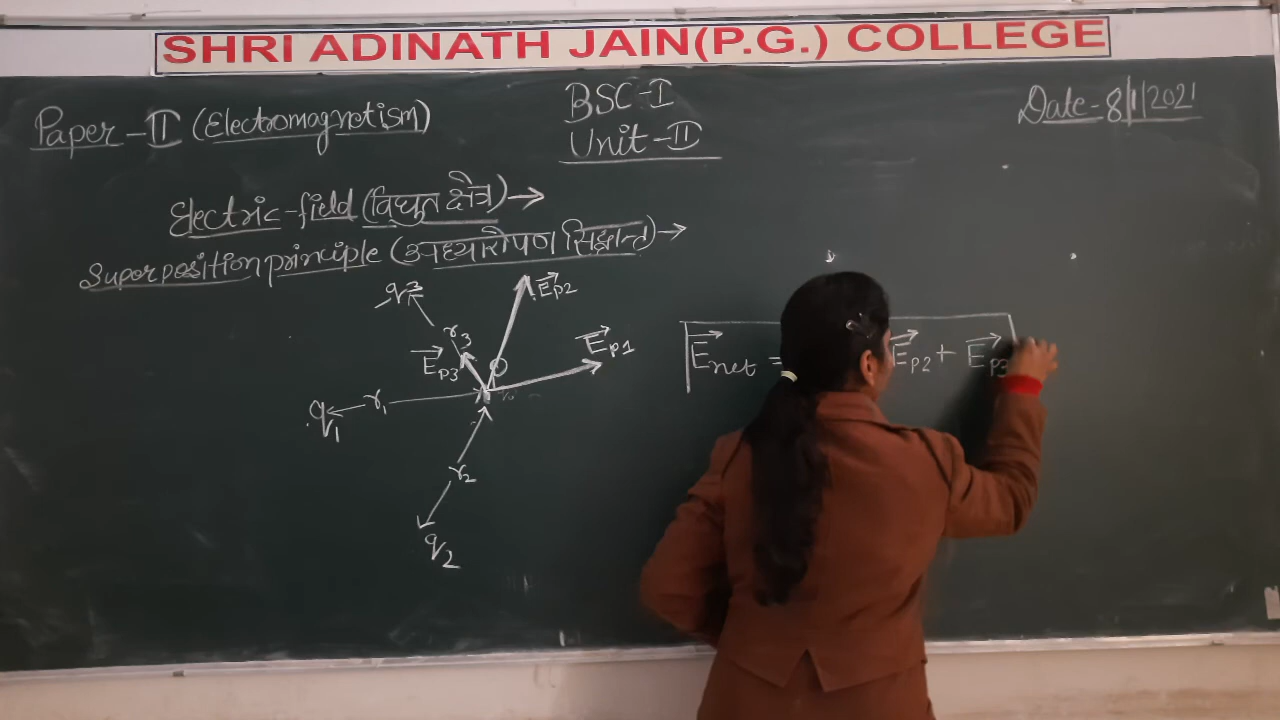 SHRI ADINATH JAIN(P.G.) COLLEGE
Paper-II (Electromagnetism)
BSC-I
Unit-II
Date-8/1/2021
Electric-field (विधुत क्षेत्र)→
Superposition principle (अध्यारोपण सिद्धान्त)→
q3
r3
Ep2
Ep1
Ep3
q1
r1
r2
q2
Enet =
Ep2 + Ep3